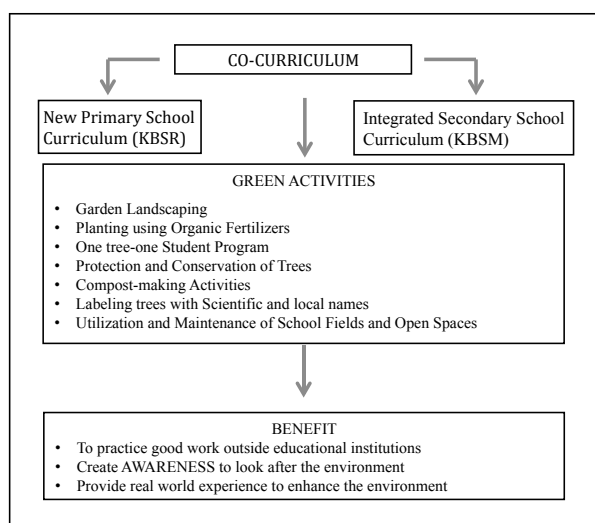 CO-CURRICULUM
New Primary School
Curriculum (KBSR)
Integrated Secondary School
Curriculum (KBSM)
GREEN ACTIVITIES
• Garden Landscaping
• Planting using Organic Fertilizers
• One tree-one Student Program
• Protection and Conservation of Trees
• Compost-making Activities
• Labeling trees with Scientific and local names
• Utilization and Maintenance of School Fields and Open Spaces
BENEFIT
• To practice good work outside educational institutions
• Create AWARENESS to look after the environment
• Provide real world experience to enhance the environment